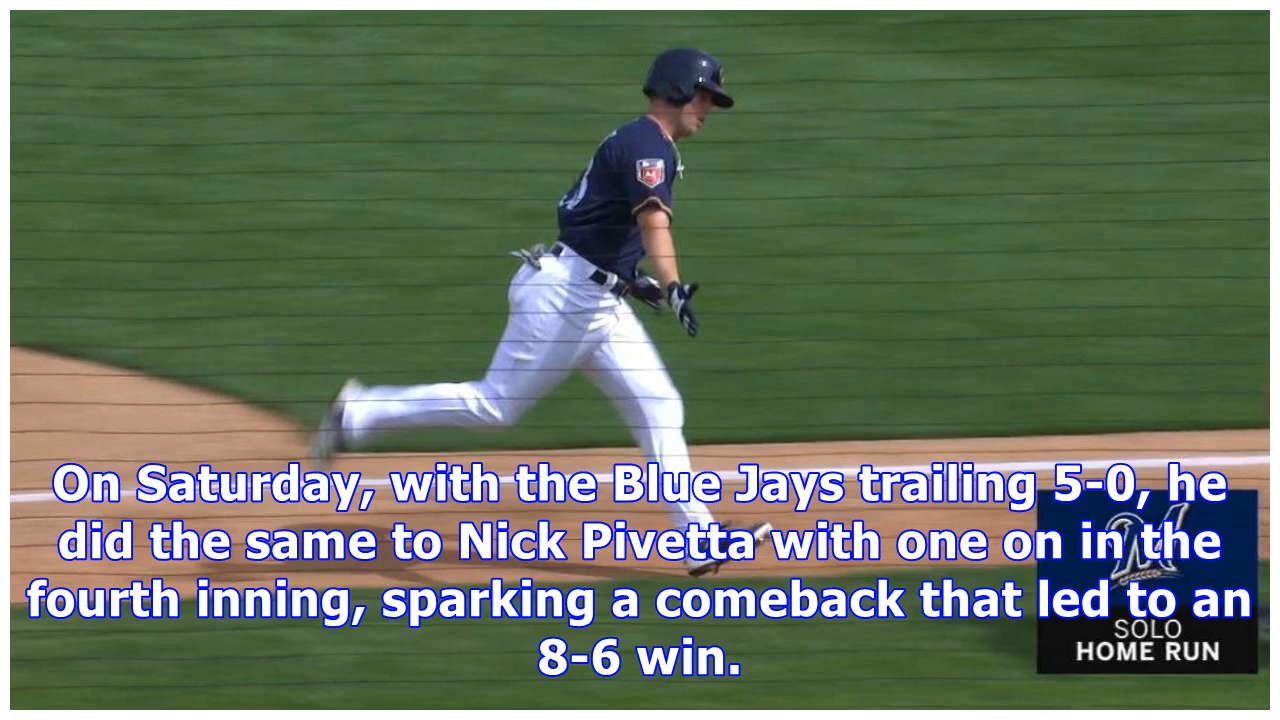 On Saturday, with the Blue Jays trailing 5-0, he
did the same to Nick Pivetta with one on in the
fourth inning, sparking a comeback that led to an
8-6 win.
M
SOLO
HOME RUN